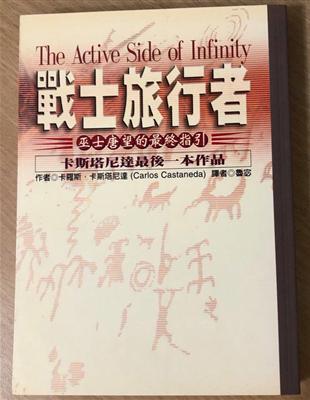 The Active Side of Infinity
戰士旅行者
巫士唐望的最終指引
卡斯塔尼達最後一本作品
作者◎卡羅斯・卡斯塔尼達 (Carlos Castaneda) 譯者◎魯宓